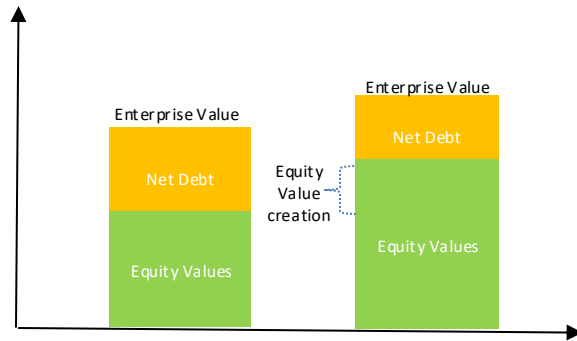 Enterprise Value
Net Debt
Equity Values
Equity
Value
creation
Enterprise Value
Net Debt
Equity Values